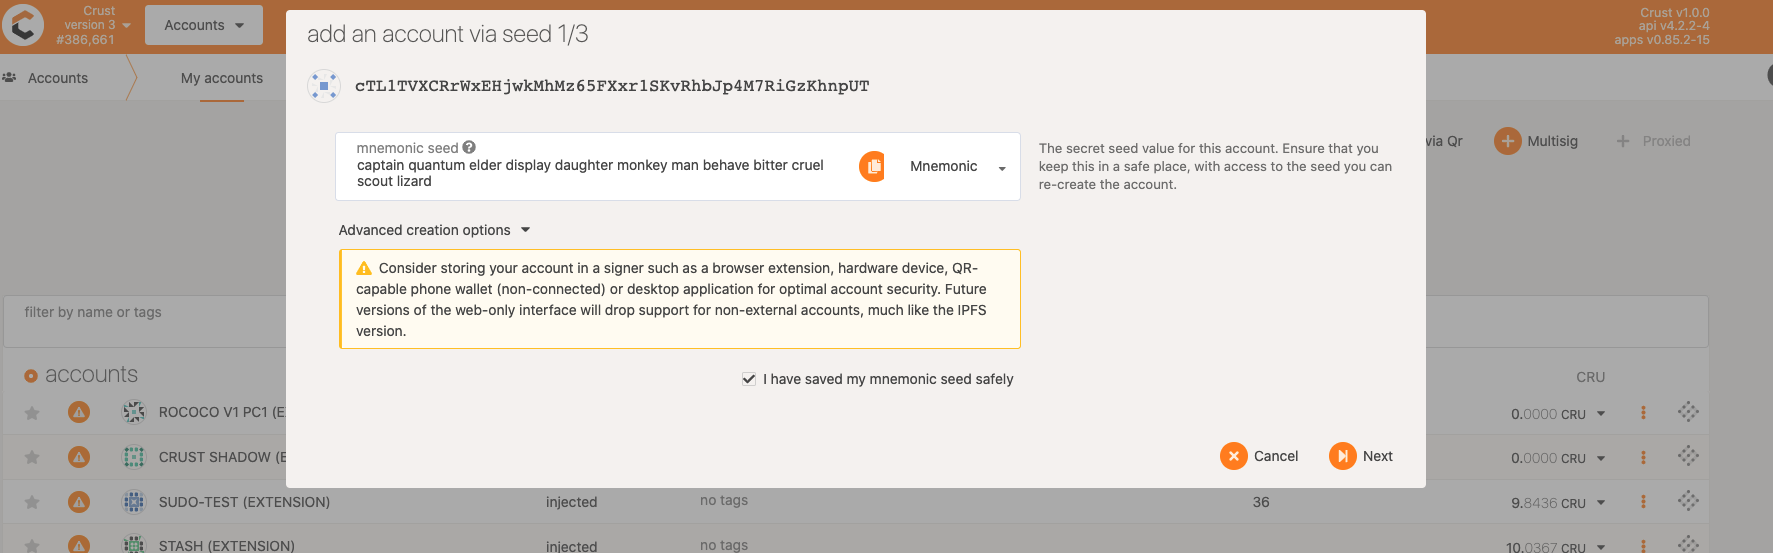 Crust
version 3
#386,661
Accounts
Crust v1.0.0
api v4.2.2-4
apps v0.85.2-15
Accounts
My accounts
add an account via seed 1/3
cTL1TVXCRrWxEHjwkMhMz65FXxr1SKvRhbJp4M7RiGzKhnpUT
mnemonic seed
captain quantum elder display daughter monkey man behave bitter cruel
scout lizard
Mnemonic
The secret seed value for this account. Ensure that you
keep this in a safe place, with access to the seed you can
re-create the account.
via Qr
Multisig
Proxied
Advanced creation options
Consider storing your account in a signer such as a browser extension, hardware device, QR-
capable phone wallet (non-connected) or desktop application for optimal account security. Future
versions of the web-only interface will drop support for non-external accounts, much like the IPFS
version.
I have saved my mnemonic seed safely
Cancel
Next
filter by name or tags
accounts
CRU
ROCOCO V1 PC1 (E
0.0000 CRU
CRUST SHADOW (E
0.0000 CRU
SUDO-TEST (EXTENSION)
injected
no tags
36
9.8436 CRU
STASH (EXTENSION)
injected
no tags
10.0367 CRU